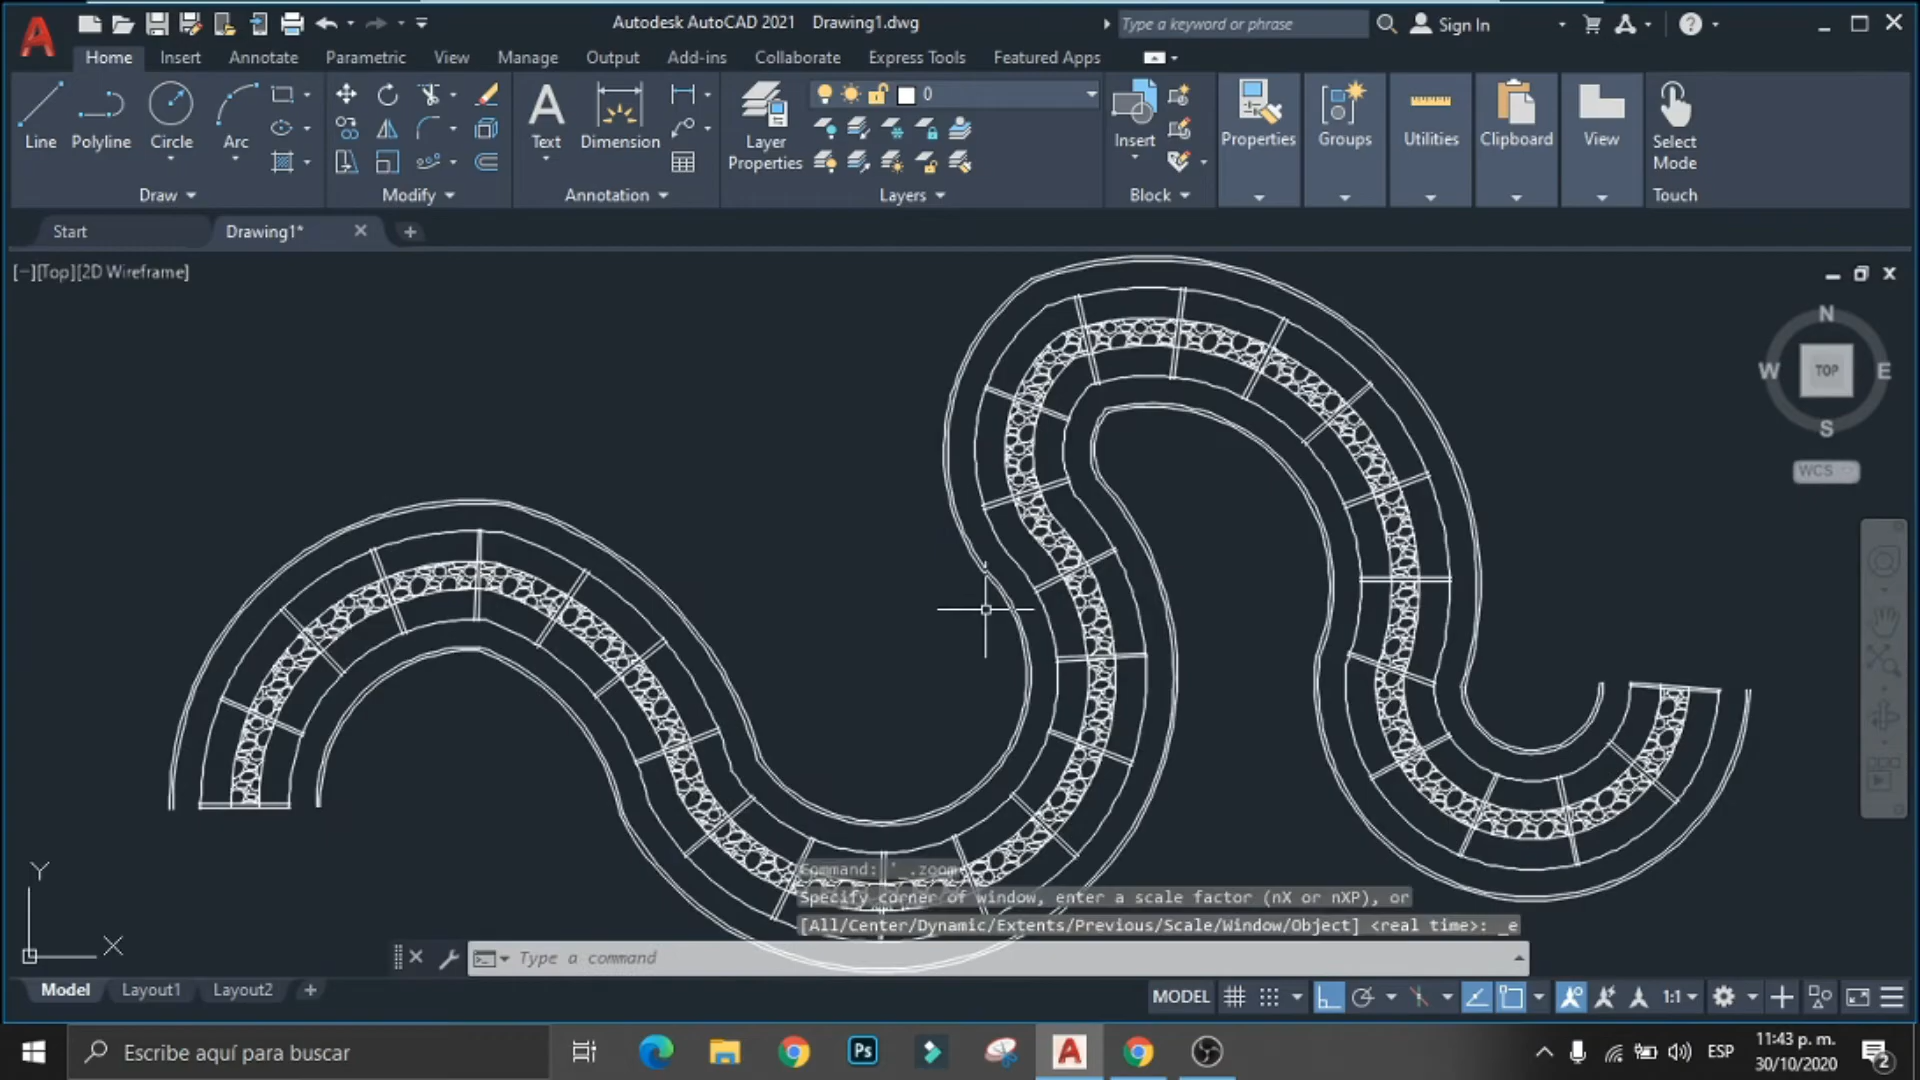 Autodesk AutoCAD 2021 Drawing1.dwg
Type a keyword or phrase
Sign In
Home Insert Annotate Parametric View Manage Output Add-ins Collaborate Express Tools Featured Apps
Line Polyline Circle Arc
Text Dimension
Layer Properties
0
Insert
Properties Groups Utilities Clipboard View
Select Mode
Draw Modify Annotation Layers Block Touch
Start Drawing1*
[−][Top][2D Wireframe]
N
W TOP E
S
WCS
Y
X
Command: '_.zoom
Specify corner of window, enter a scale factor (nX or nXP), or
[All/Center/Dynamic/Extents/Previous/Scale/Window/Object] <real time>: _e
Type a command
Model Layout1 Layout2 +
MODEL 1:1
Escribe aquí para buscar
Ps
ESP
11:43 p. m.
30/10/2020
2